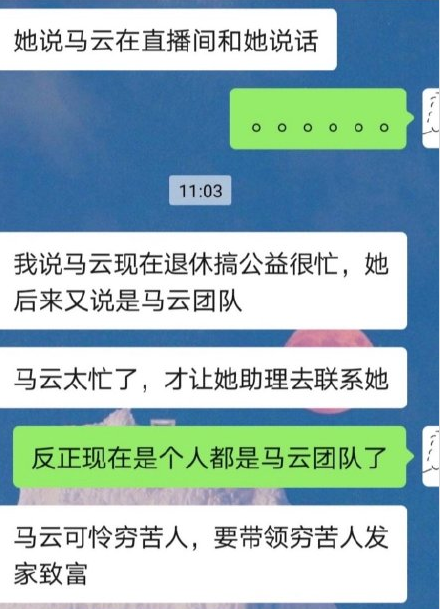 她说马云在直播间和她说话
。。。。。。
11:03
我说马云现在退休搞公益很忙，她
后来又说是马云团队
马云太忙了，才让她助理去联系她
反正现在是个人都是马云团队了
马云可怜穷苦人，要带领穷苦人发
家致富